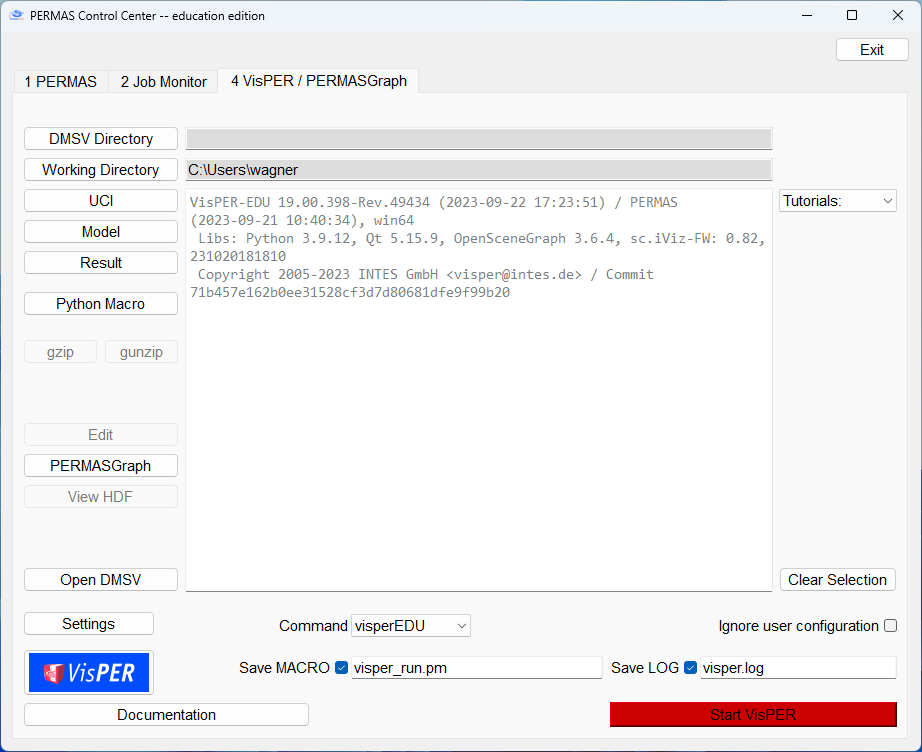 PERMAS Control Center -- education edition
Exit
1 PERMAS
2 Job Monitor
4 VisPER / PERMASGraph
DMSV Directory
Working Directory
C:\Users\wagner
UCI
Model
Result
Python Macro
gzip
gunzip
Edit
PERMASGraph
View HDF
Open DMSV
VisPER-EDU 19.00.398-Rev.49434 (2023-09-22 17:23:51) / PERMAS
(2023-09-21 10:40:34), win64
Libs: Python 3.9.12, Qt 5.15.9, OpenSceneGraph 3.6.4, sc.iViz-FW: 0.82,
231020181810
Copyright 2005-2023 INTES GmbH <visper@intes.de> / Commit
71b457e162b0ee31528cf3d7d80681dfe9f99b20
Tutorials:
Clear Selection
Settings
Command
visperEDU
Ignore user configuration
VisPER
Save MACRO
visper_run.pm
Save LOG
visper.log
Documentation
Start VisPER